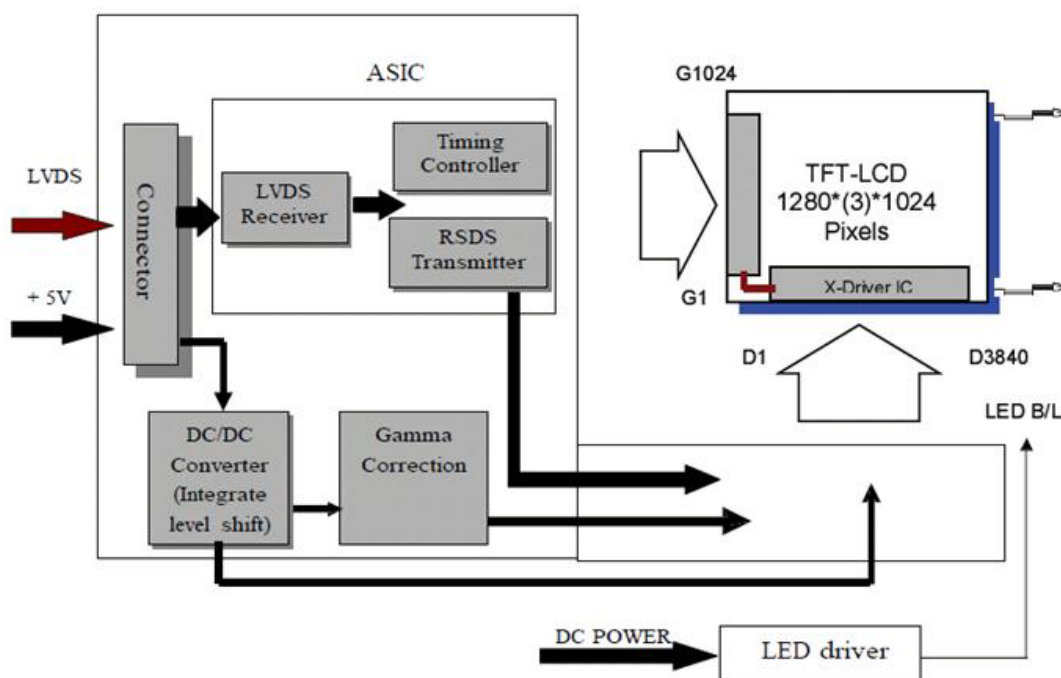 ASIC
G1024
LVDS
Connector
LVDS
Receiver
Timing
Controller
RSDS
Transmitter
TFT-LCD
1280*(3)*1024
Pixels
+ 5V
G1
X-Driver IC
D1
D3840
LED B/L
DC/DC
Converter
(Integrate
level shift)
Gamma
Correction
DC POWER
LED driver